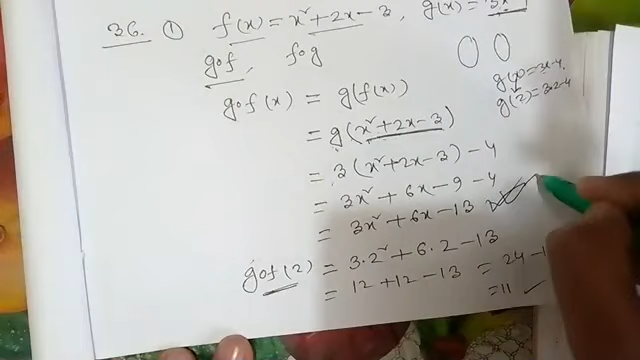 36. ① f(x) = x² + 2x - 3, g(x) = 3x
gof, fog
g(x) = 3x-4
g(2) = 3·2-4
gof(x) = g(f(x))
= g(x² + 2x - 3)
= 3(x² + 2x - 3) - 4
= 3x² + 6x - 9 - 4
= 3x² + 6x - 13
gof(2) = 3·2² + 6·2 - 13
= 12 + 12 - 13 = 24 - 1
= 11